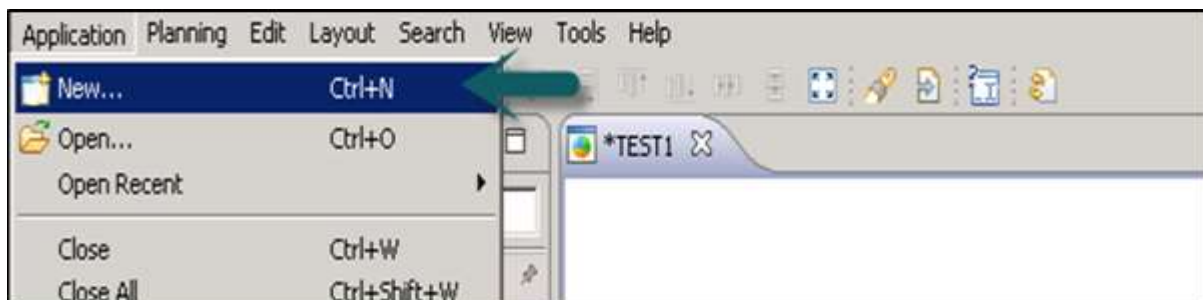 Application Planning Edit Layout Search View Tools Help
New... Ctrl+N
Open... Ctrl+O
*TEST1
Open Recent
Close Ctrl+W
Close All Ctrl+Shift+W